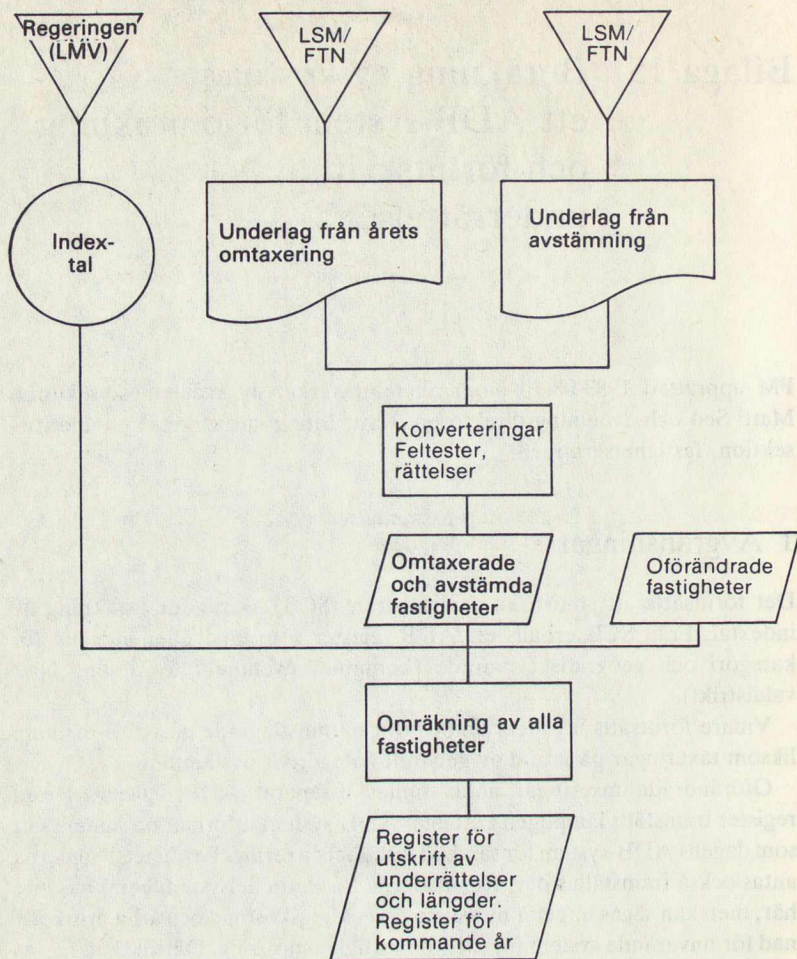 Regeringen
(LMV)
LSM/
FTN
LSM/
FTN
Index-
tal
Underlag från årets
omtaxering
Underlag från
avstämning
Konverteringar
Feltester,
rättelser
Omtaxerade
och avstämda
fastigheter
Oförändrade
fastigheter
Omräkning av alla
fastigheter
Register för
utskrift av
underrättelser
och längder.
Register för
kommande år